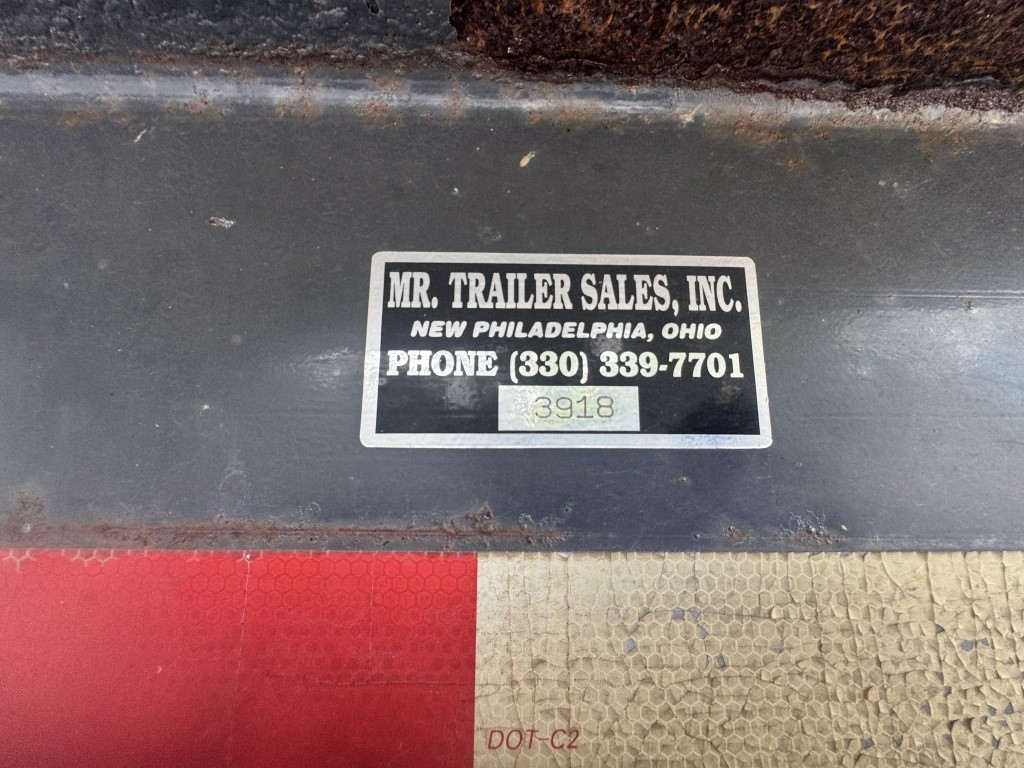 MR. TRAILER SALES, INC.
NEW PHILADELPHIA, OHIO
PHONE (330) 339-7701
3918
DOT-C2